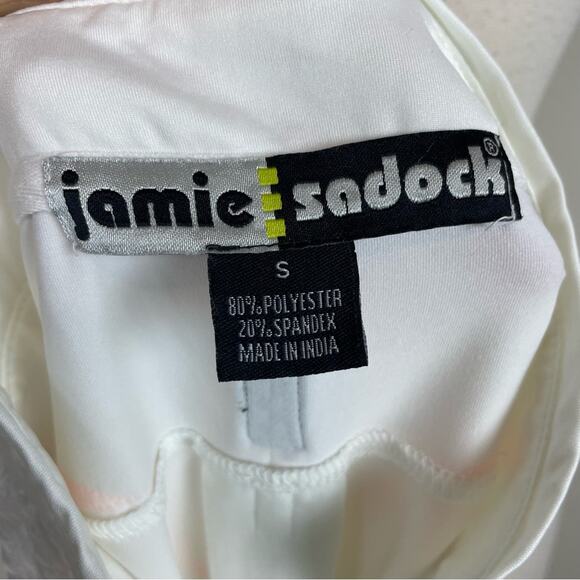 jamie sadock®
S
80% POLYESTER
20% SPANDEX
MADE IN INDIA